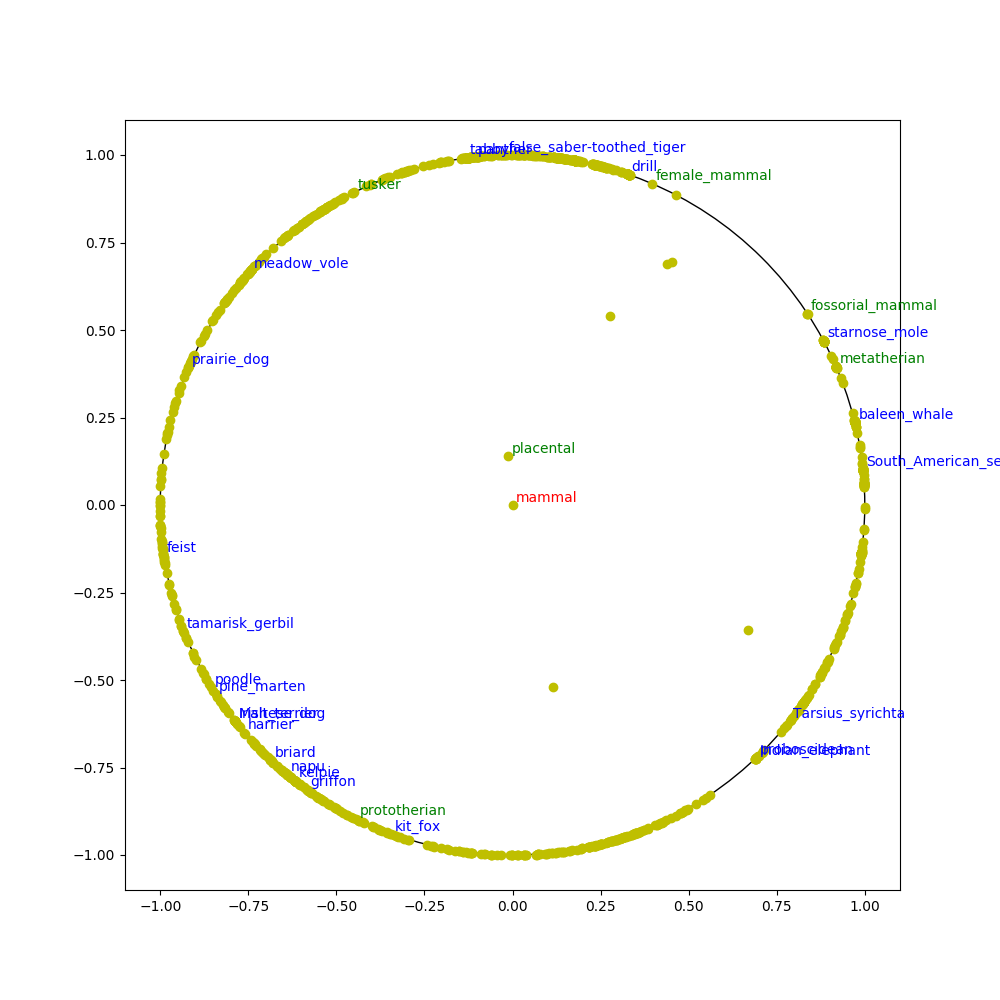 1.00
false_saber-toothed_tiger
drill
female_mammal
tusker
0.75
meadow_vole
fossorial_mammal
0.50
starnose_mole
prairie_dog
metatherian
0.25
baleen_whale
placental
South_American_se
0.00
mammal
feist
−0.25
tamarisk_gerbil
−0.50
poodle
pine_marten
Tarsius_syrichta
harrier
−0.75
briard
napu
kelpie
griffon
prototherian
kit_fox
−1.00
−1.00 −0.75 −0.50 −0.25 0.00 0.25 0.50 0.75 1.00